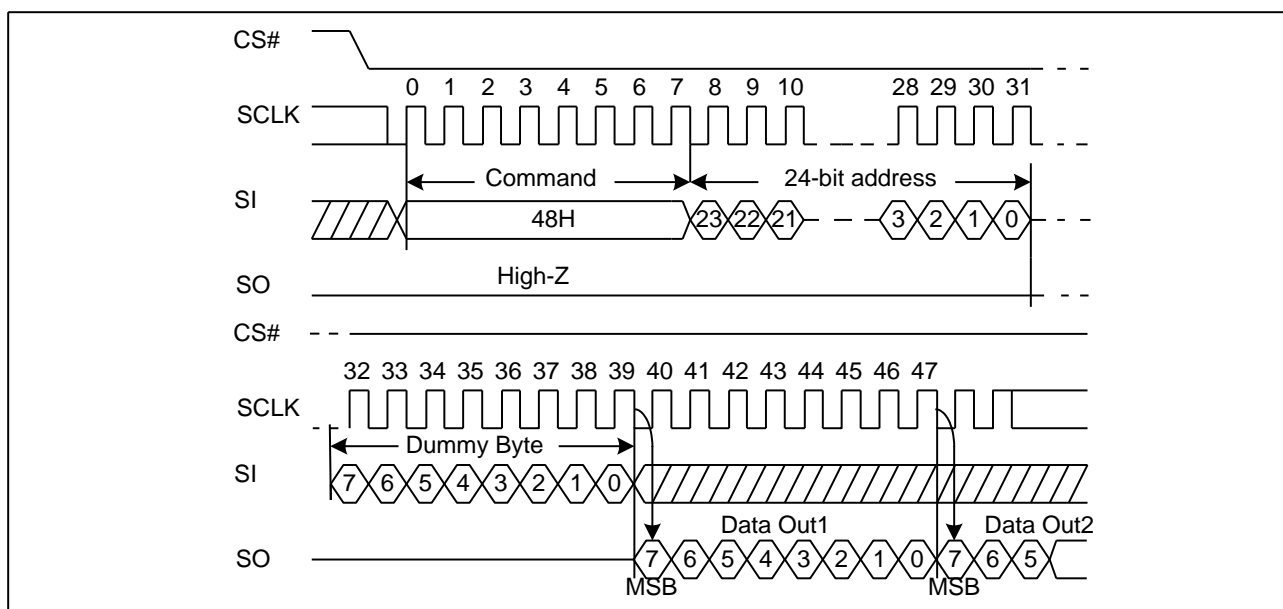 CS#
0 1 2 3 4 5 6 7 8 9 10 28 29 30 31
SCLK
Command 24-bit address
SI
48H 23 22 21 3 2 1 0
High-Z
SO
CS#
32 33 34 35 36 37 38 39 40 41 42 43 44 45 46 47
SCLK
Dummy Byte
SI
7 6 5 4 3 2 1 0
Data Out1 Data Out2
SO
7 6 5 4 3 2 1 0 7 6 5
MSB MSB